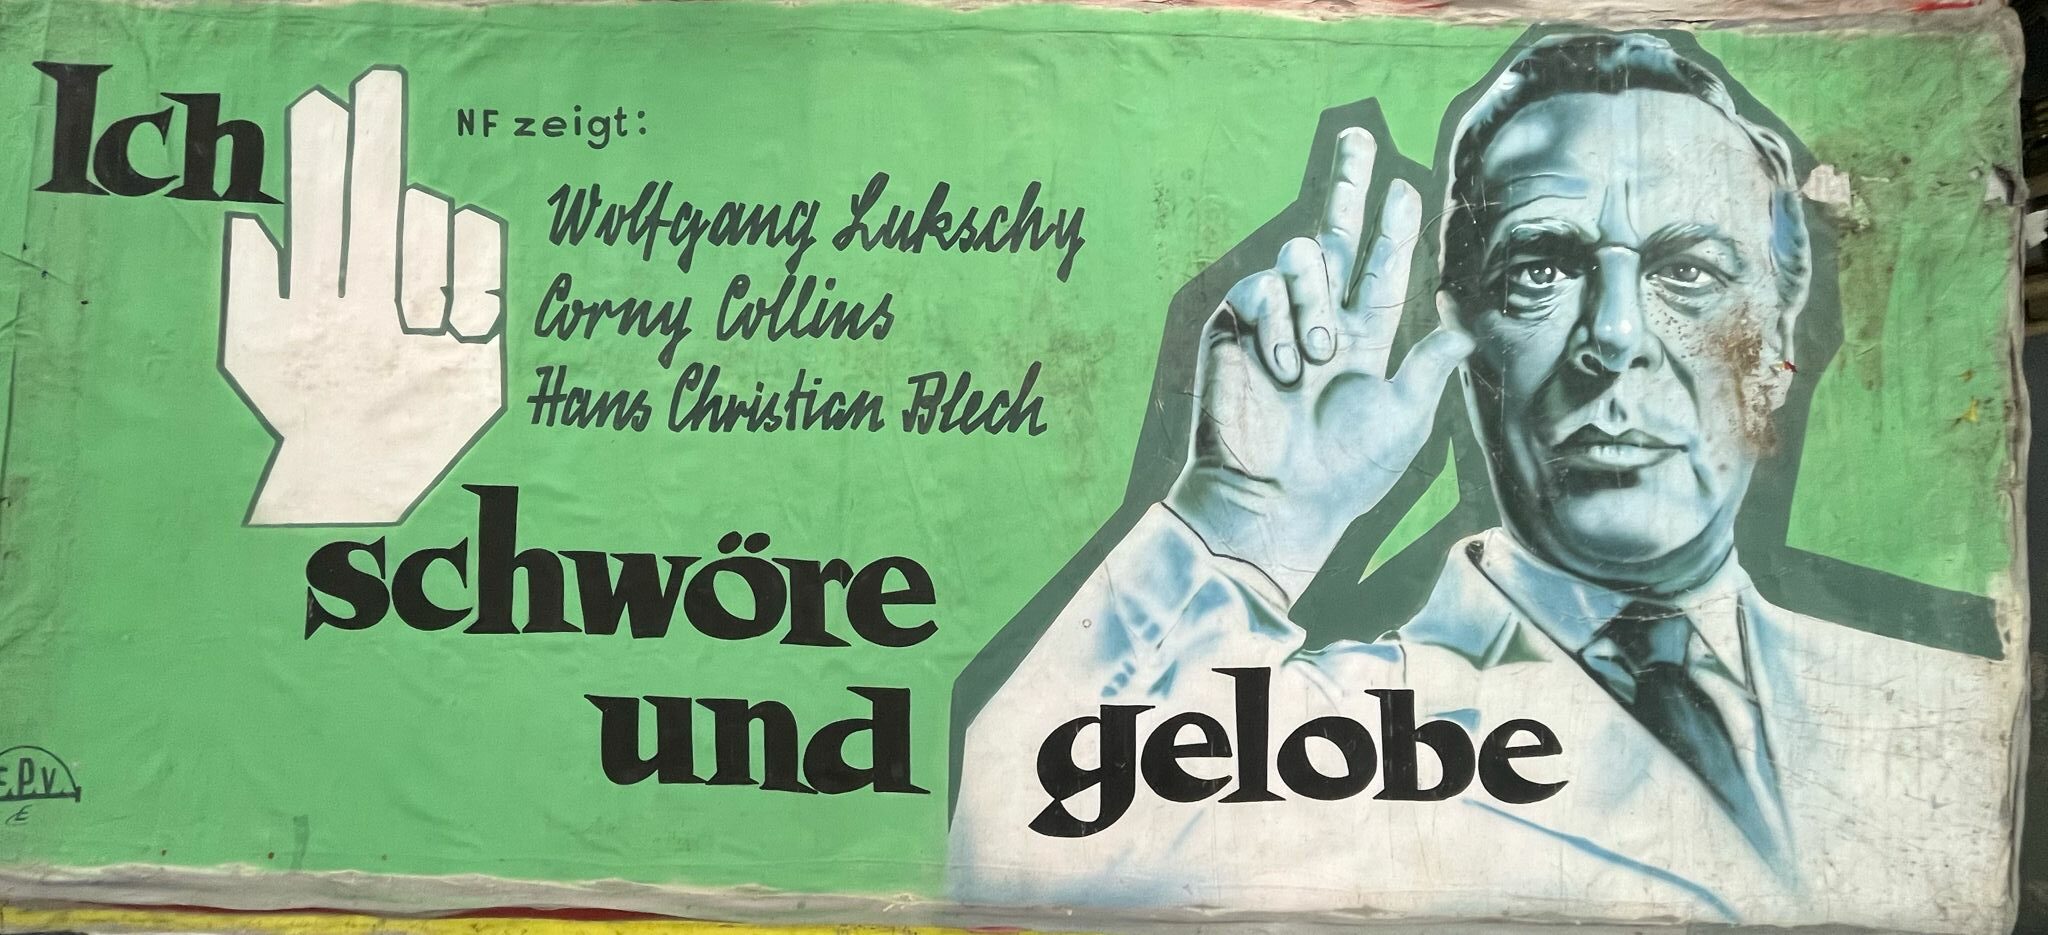 Ich
NF zeigt:
Wolfgang Lukschy
Corny Collins
Hans Christian Blech
schwöre
und gelobe
P.V.